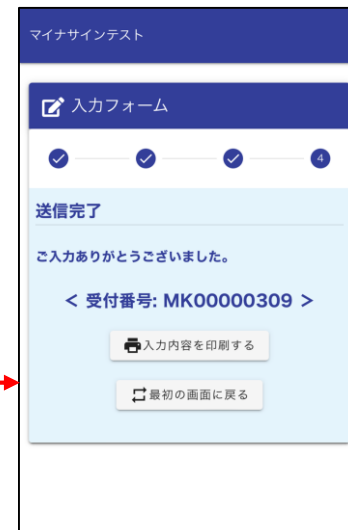 マイナサインテスト
入力フォーム
4
送信完了
ご入力ありがとうございました。
< 受付番号: MK00000309 >
入力内容を印刷する
最初の画面に戻る